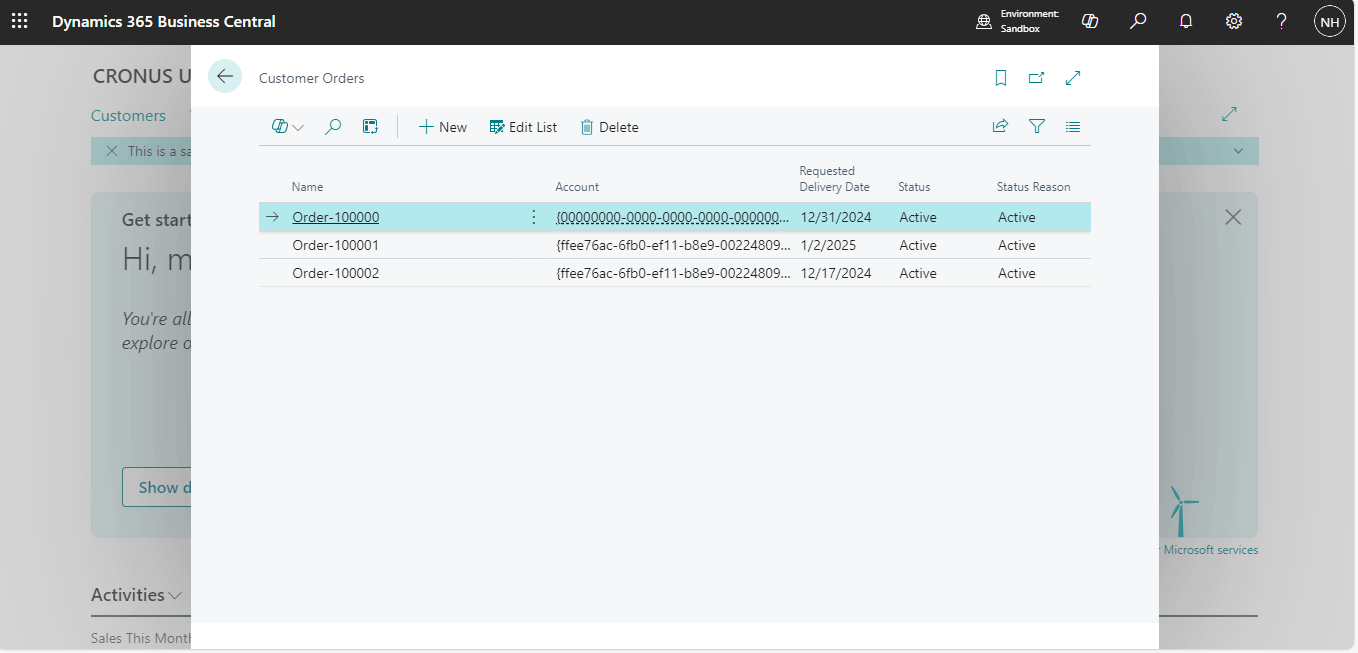 Dynamics 365 Business Central
Environment:
Sandbox
?
NH
CRONUS U
Customer Orders
Customers
New
Edit List
Delete
This is a sa
Name
Account
Requested
Delivery Date
Status
Status Reason
Order-100000 {00000000-0000-0000-0000-000000... 12/31/2024 Active Active
Order-100001 {ffee76ac-6fb0-ef11-b8e9-00224809... 1/2/2025 Active Active
Order-100002 {ffee76ac-6fb0-ef11-b8e9-00224809... 12/17/2024 Active Active
Get start
Hi, m
You're all
explore o
Show d
Microsoft services
Activities
Sales This Month